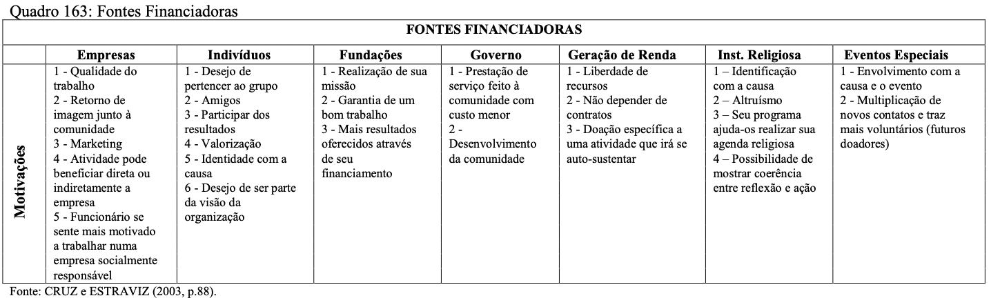 Quadro 163: Fontes Financiadoras
FONTES FINANCIADORAS
Empresas
Indivíduos
Fundações
Governo
Geração de Renda
Inst. Religiosa
Eventos Especiais
Motivações
1 - Qualidade do
trabalho
2 - Retorno de
imagem junto à
comunidade
3 - Marketing
4 - Atividade pode
beneficiar direta ou
indiretamente a
empresa
5 - Funcionário se
sente mais motivado
a trabalhar numa
empresa socialmente
responsável
1 - Desejo de
pertencer ao grupo
2 - Amigos
3 - Participar dos
resultados
4 - Valorização
5 - Identidade com a
causa
6 - Desejo de ser parte
da visão da
organização
1 - Realização de sua
missão
2 - Garantia de um
bom trabalho
3 - Mais resultados
oferecidos através
de seu
financiamento
1 - Prestação de
serviço feito à
comunidade com
custo menor
2 -
Desenvolvimento
da comunidade
1 - Liberdade de
recursos
2 - Não depender de
contratos
3 - Doação específica a
uma atividade que irá se
auto-sustentar
1 – Identificação
com a causa
2 – Altruísmo
3 – Seu programa
ajuda-os realizar sua
agenda religiosa
4 – Possibilidade de
mostrar coerência
entre reflexão e ação
1 - Envolvimento com a
causa e o evento
2 - Multiplicação de
novos contatos e traz
mais voluntários (futuros
doadores)
Fonte: CRUZ e ESTRAVIZ (2003, p.88).